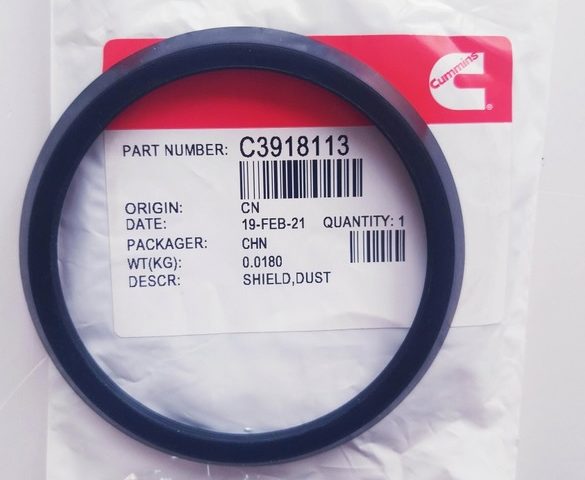 Cummins
®
PART NUMBER: C3918113
ORIGIN: CN
DATE: 19-FEB-21 QUANTITY: 1
PACKAGER: CHN
WT(KG): 0.0180
DESCR: SHIELD,DUST